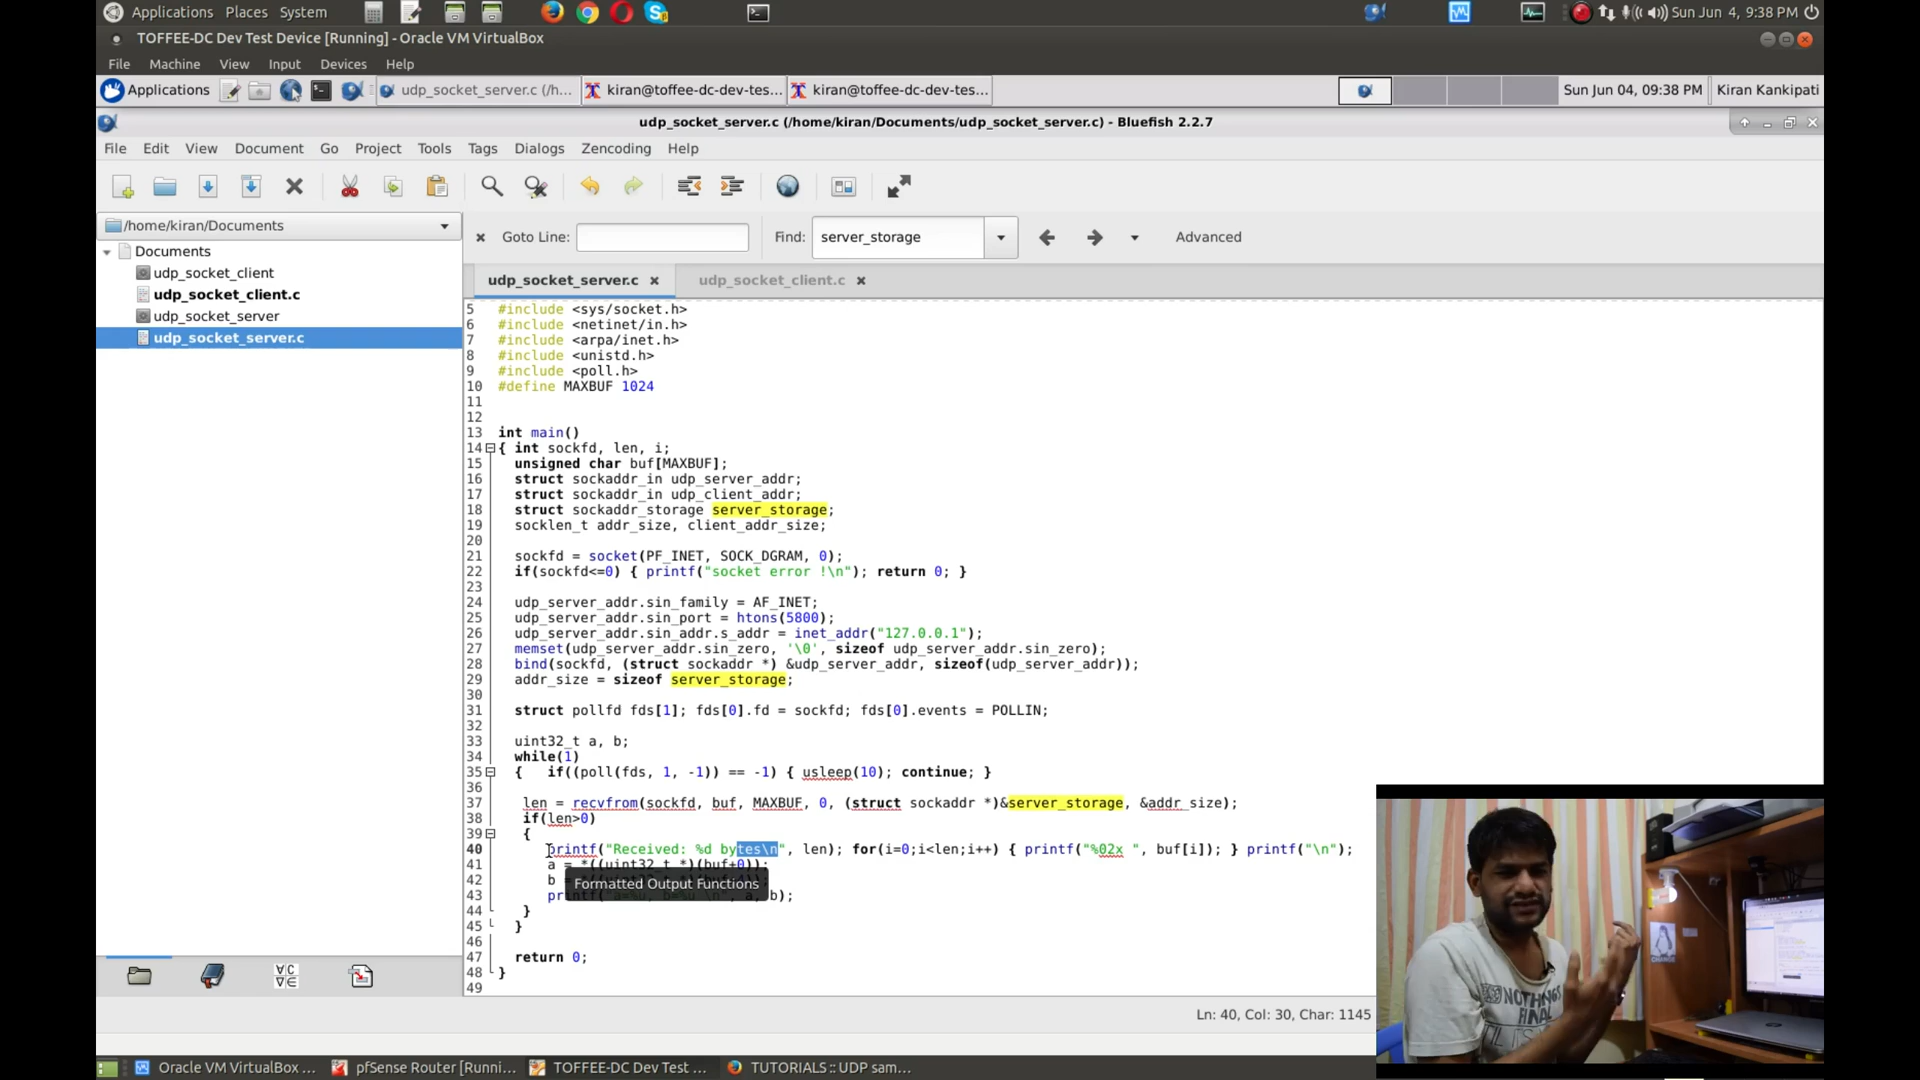 Applications Places System Sun Jun 4, 9:38 PM
TOFFEE-DC Dev Test Device [Running] - Oracle VM VirtualBox
File Machine View Input Devices Help
Applications udp_socket_server.c (/h... kiran@toffee-dc-dev-tes... kiran@toffee-dc-dev-tes... Sun Jun 04, 09:38 PM Kiran Kankipati
udp_socket_server.c (/home/kiran/Documents/udp_socket_server.c) - Bluefish 2.2.7
File Edit View Document Go Project Tools Tags Dialogs Zencoding Help
/home/kiran/Documents
Documents
udp_socket_client
udp_socket_client.c
udp_socket_server
udp_socket_server.c
Goto Line: Find: server_storage Advanced
udp_socket_server.c udp_socket_client.c
5 #include <sys/socket.h>
6 #include <netinet/in.h>
7 #include <arpa/inet.h>
8 #include <unistd.h>
9 #include <poll.h>
10 #define MAXBUF 1024
11
12
13 int main()
14 { int sockfd, len, i;
15 unsigned char buf[MAXBUF];
16 struct sockaddr_in udp_server_addr;
17 struct sockaddr_in udp_client_addr;
18 struct sockaddr_storage server_storage;
19 socklen_t addr_size, client_addr_size;
20
21 sockfd = socket(PF_INET, SOCK_DGRAM, 0);
22 if(sockfd<=0) { printf("socket error !\n"); return 0; }
23
24 udp_server_addr.sin_family = AF_INET;
25 udp_server_addr.sin_port = htons(5800);
26 udp_server_addr.sin_addr.s_addr = inet_addr("127.0.0.1");
27 memset(udp_server_addr.sin_zero, '\0', sizeof udp_server_addr.sin_zero);
28 bind(sockfd, (struct sockaddr *) &udp_server_addr, sizeof(udp_server_addr));
29 addr_size = sizeof server_storage;
30
31 struct pollfd fds[1]; fds[0].fd = sockfd; fds[0].events = POLLIN;
32
33 uint32_t a, b;
34 while(1)
35 { if((poll(fds, 1, -1)) == -1) { usleep(10); continue; }
36
37 len = recvfrom(sockfd, buf, MAXBUF, 0, (struct sockaddr *)&server_storage, &addr_size);
38 if(len>0)
39 {
40 printf("Received: %d bytes\n", len); for(i=0;i<len;i++) { printf("%02x ", buf[i]); } printf("\n");
41 a = *((uint32_t *)(buf+0));
42 b
Formatted Output Functions
43 printf("a=%u, b=%u \n", a, b);
44 }
45 }
46
47 return 0;
48 }
49
Ln: 40, Col: 30, Char: 1145
CHANGE
NOTHINGS
FINAL
Oracle VM VirtualBox ... pfSense Router [Runni... TOFFEE-DC Dev Test ... TUTORIALS :: UDP sam...